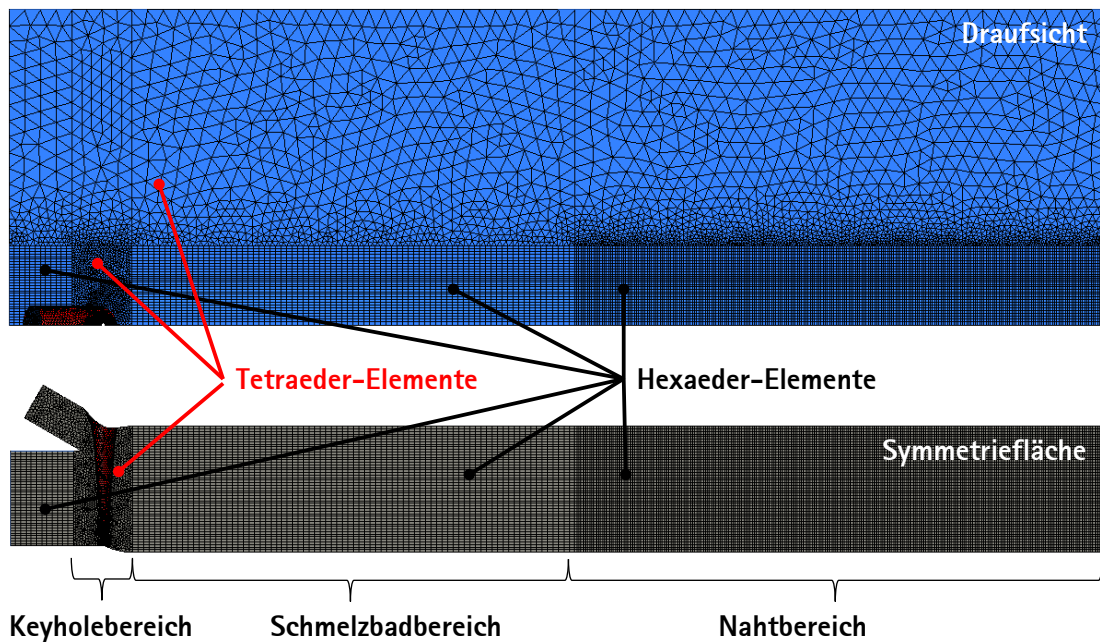 Draufsicht
Tetraeder-Elemente
Hexaeder-Elemente
Symmetriefläche
Keyholebereich
Schmelzbadbereich
Nahtbereich